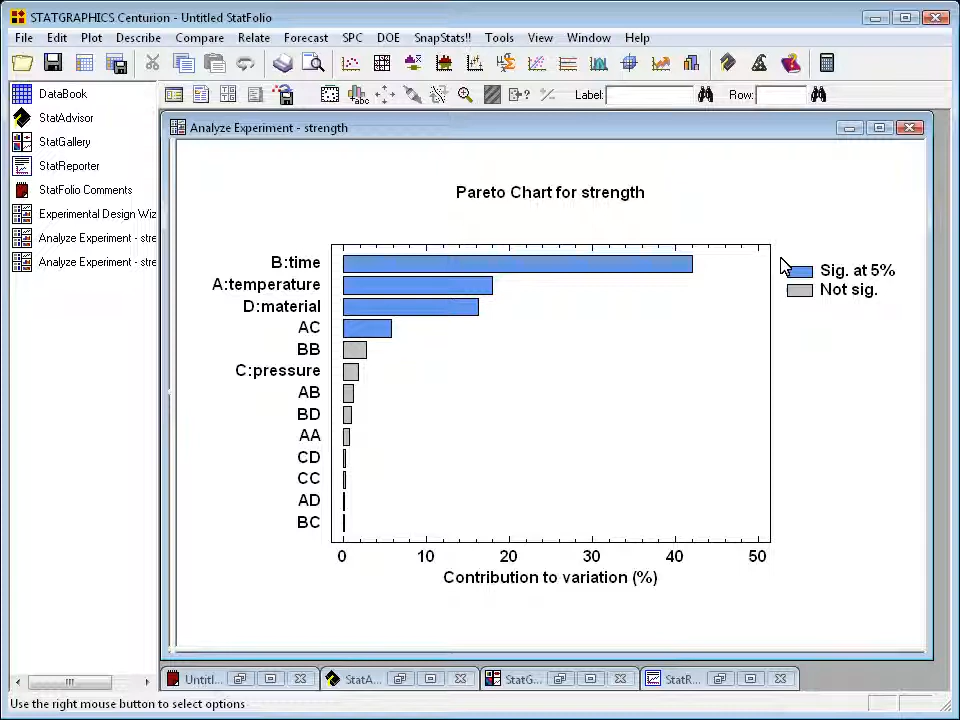 STATGRAPHICS Centurion - Untitled StatFolio
File Edit Plot Describe Compare Relate Forecast SPC DOE SnapStats!! Tools View Window Help
Label: Row:
DataBook
StatAdvisor
StatGallery
StatReporter
StatFolio Comments
Experimental Design Wiz
Analyze Experiment - stre
Analyze Experiment - stre
Analyze Experiment - strength
Pareto Chart for strength
B:time
A:temperature
D:material
AC
BB
C:pressure
AB
BD
AA
CD
CC
AD
BC
Sig. at 5%
Not sig.
0 10 20 30 40 50
Contribution to variation (%)
Untitl... StatA... StatG... StatR...
Use the right mouse button to select options